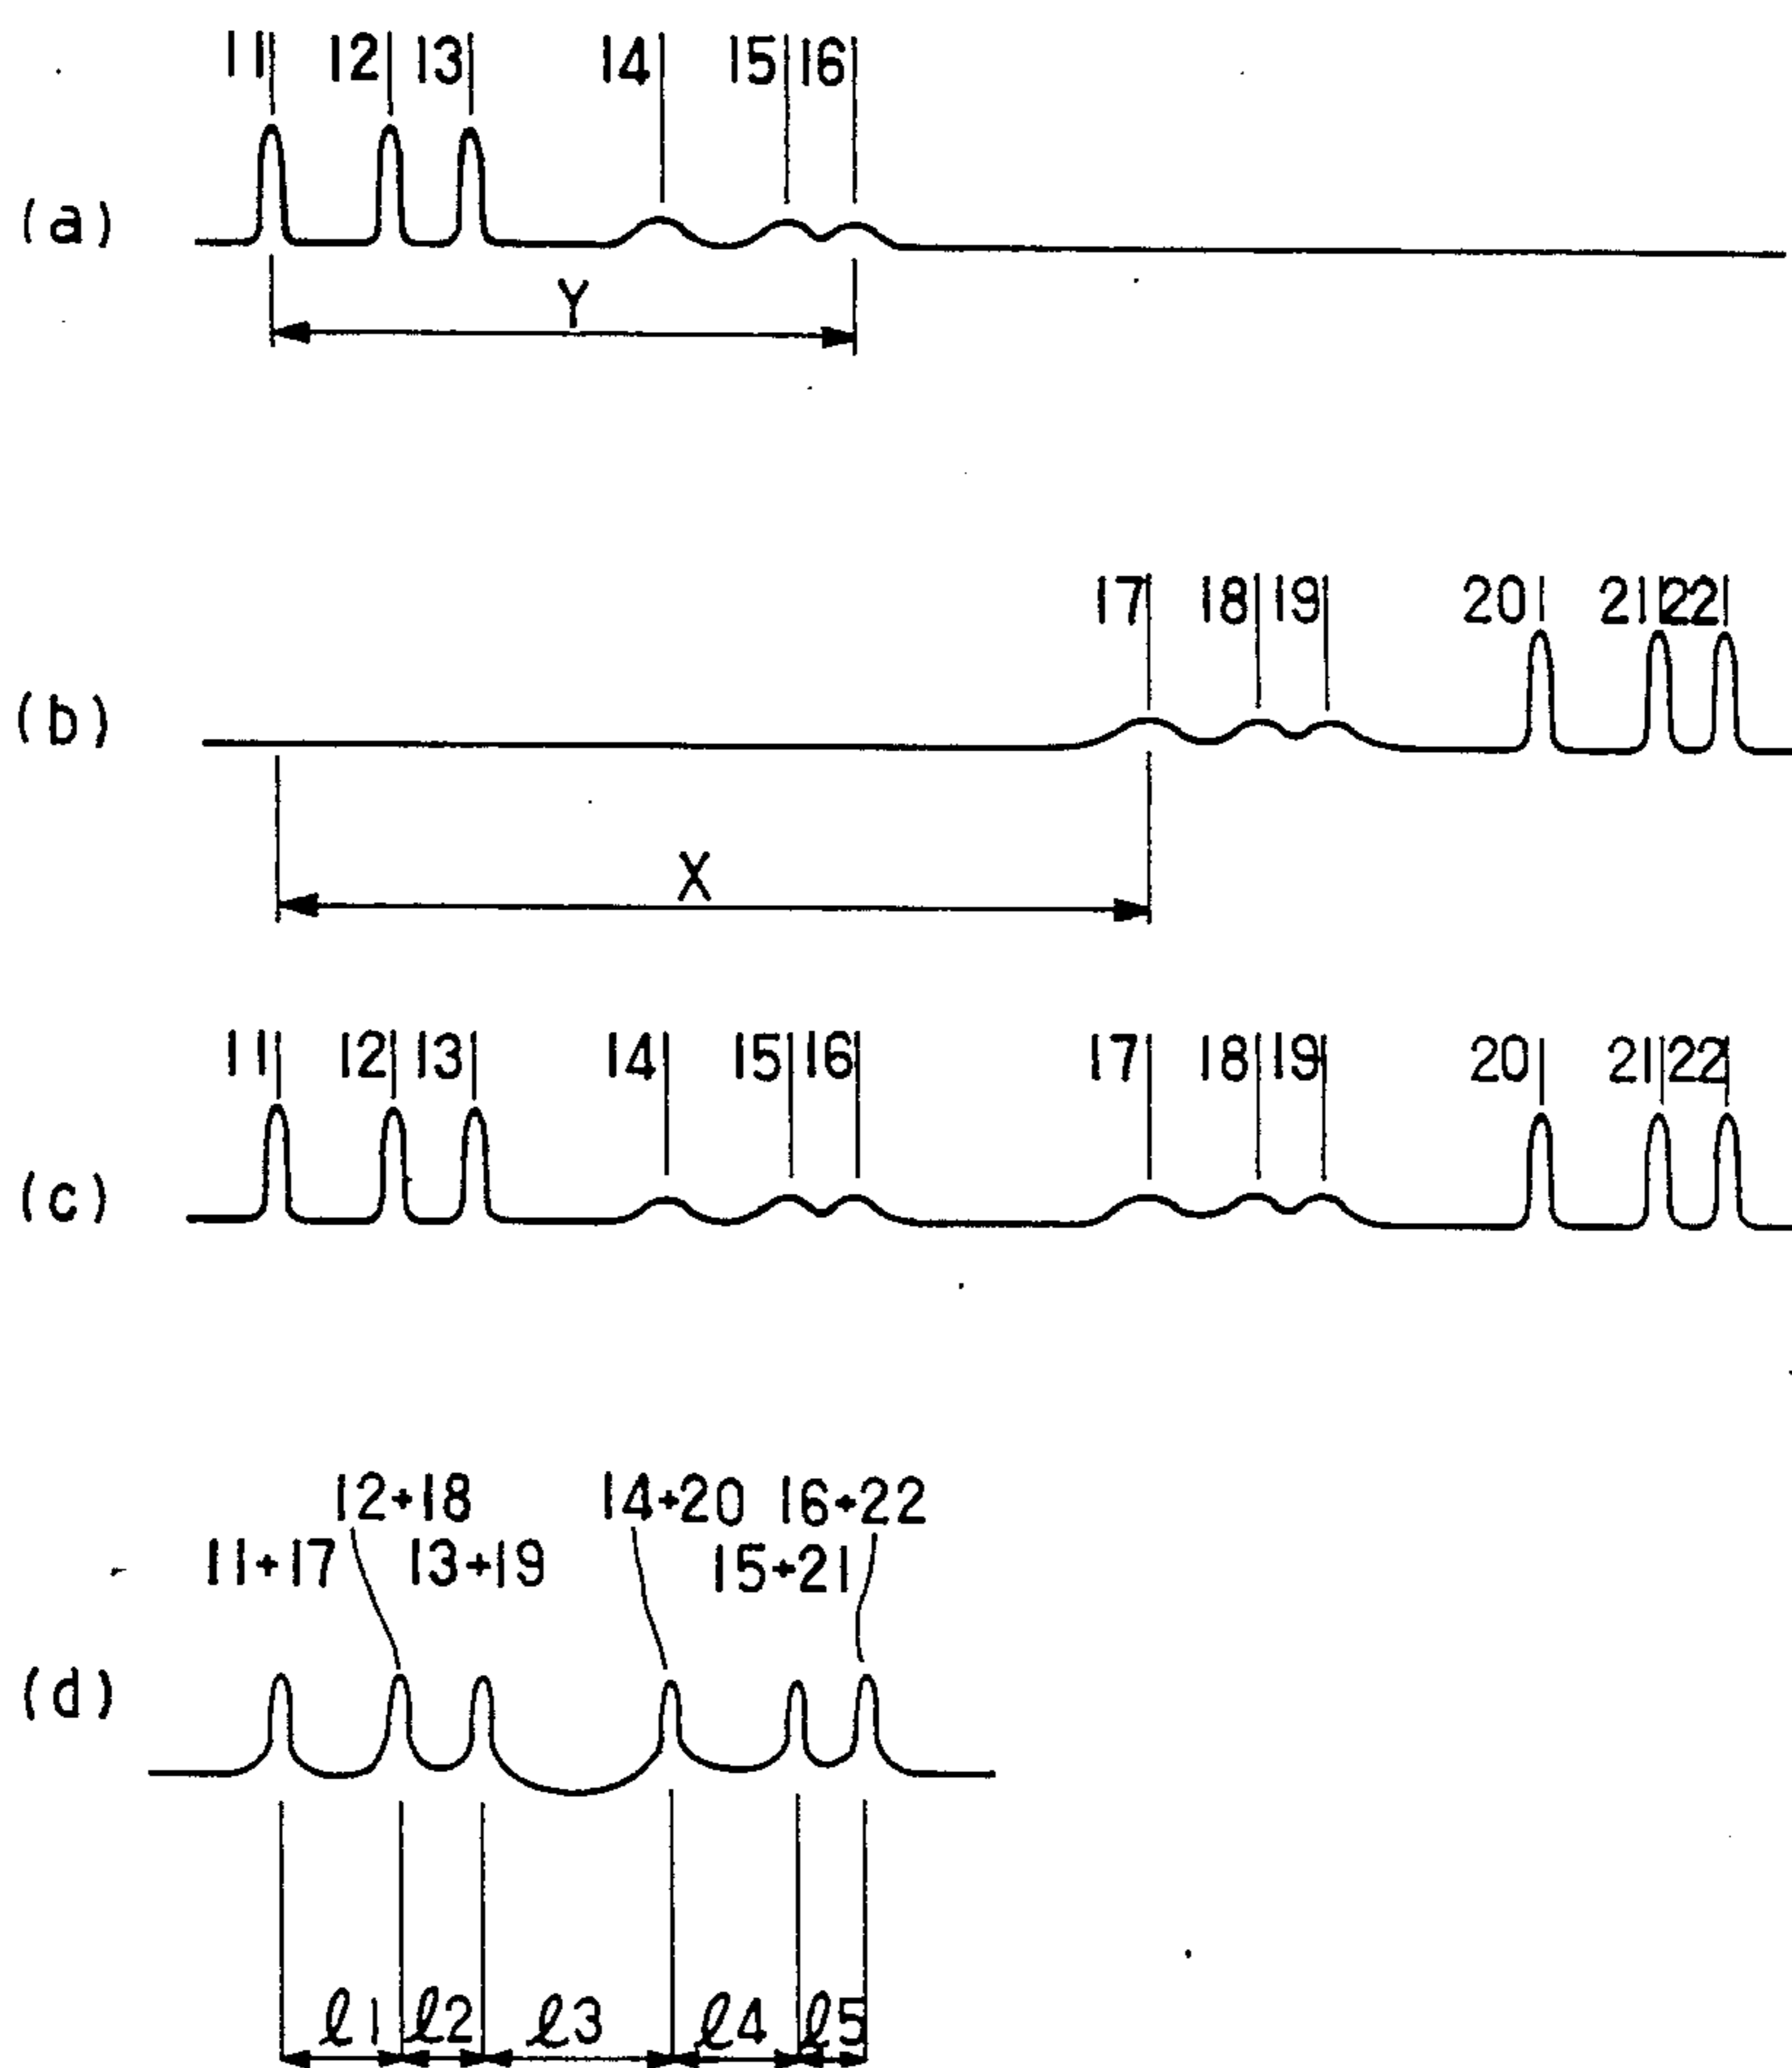 11 12 13 14 15 16
(a)
Y
17 18 19 20 21 22
(b)
X
11 12 13 14 15 16 17 18 19 20 21 22
(c)
12+18 14+20 16+22
11+17 13+19 15+21
(d)
ℓ1 ℓ2 ℓ3 ℓ4 ℓ5